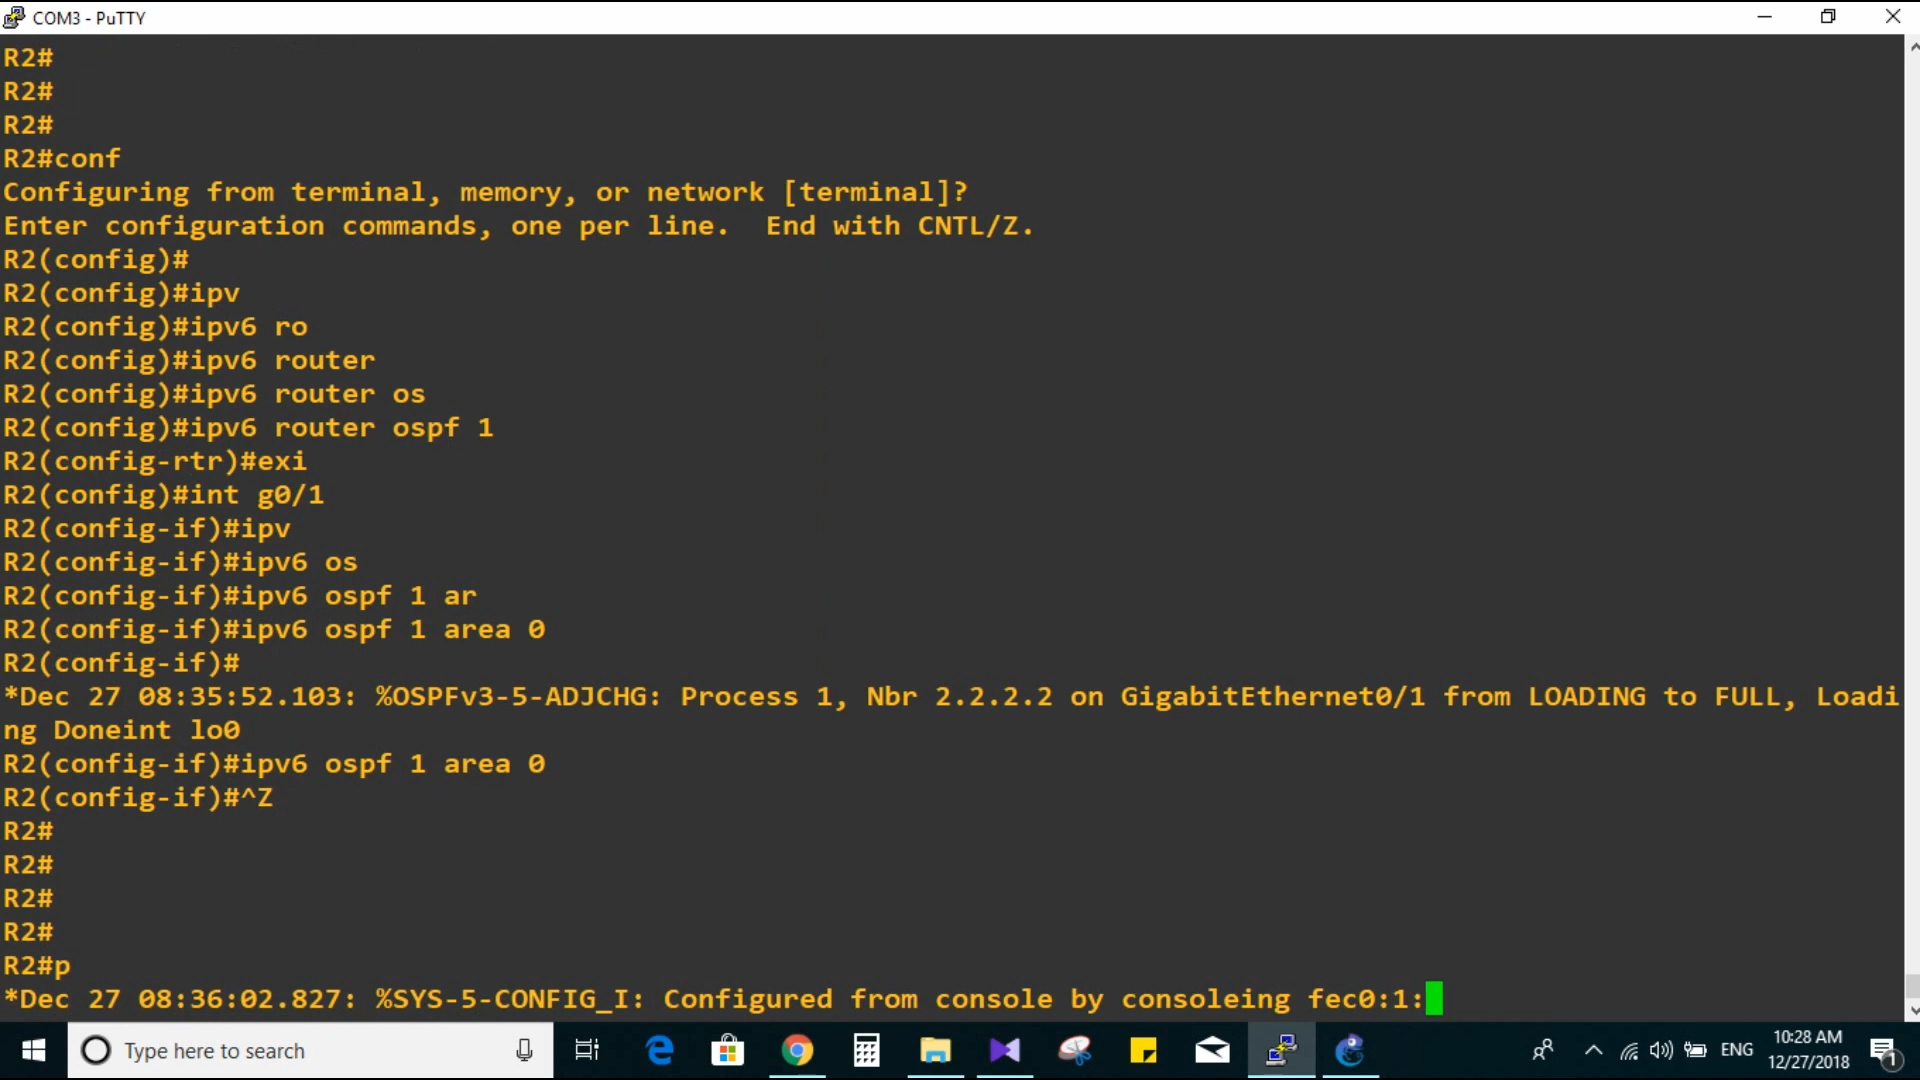 COM3 - PuTTY
R2#
R2#
R2#
R2#conf
Configuring from terminal, memory, or network [terminal]?
Enter configuration commands, one per line.  End with CNTL/Z.
R2(config)#
R2(config)#ipv
R2(config)#ipv6 ro
R2(config)#ipv6 router
R2(config)#ipv6 router os
R2(config)#ipv6 router ospf 1
R2(config-rtr)#exi
R2(config)#int g0/1
R2(config-if)#ipv
R2(config-if)#ipv6 os
R2(config-if)#ipv6 ospf 1 ar
R2(config-if)#ipv6 ospf 1 area 0
R2(config-if)#
*Dec 27 08:35:52.103: %OSPFv3-5-ADJCHG: Process 1, Nbr 2.2.2.2 on GigabitEthernet0/1 from LOADING to FULL, Loadi
ng Doneint lo0
R2(config-if)#ipv6 ospf 1 area 0
R2(config-if)#^Z
R2#
R2#
R2#
R2#
R2#p
*Dec 27 08:36:02.827: %SYS-5-CONFIG_I: Configured from console by consoleing fec0:1:
Type here to search
ENG
10:28 AM
12/27/2018
1